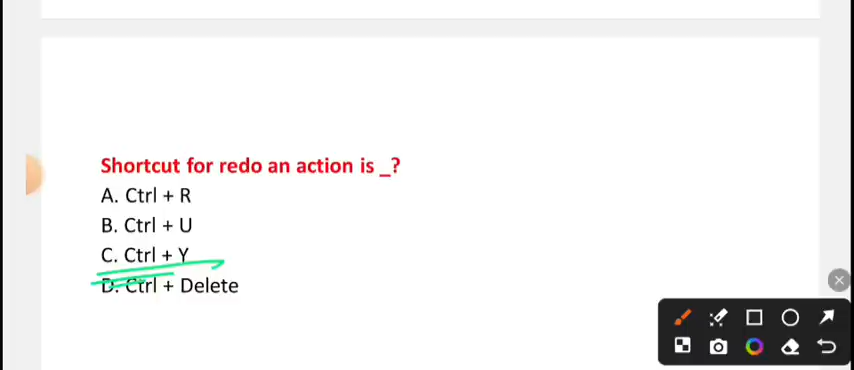 Shortcut for redo an action is _?
A. Ctrl + R
B. Ctrl + U
C. Ctrl + Y
D. Ctrl + Delete